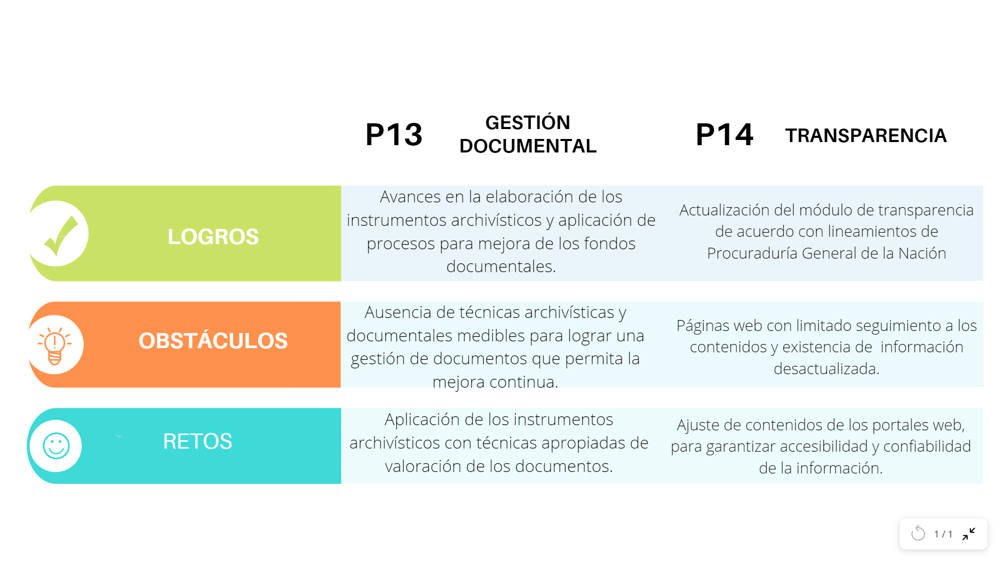 P13
GESTIÓN
DOCUMENTAL
P14
TRANSPARENCIA
LOGROS
Avances en la elaboración de los
instrumentos archivísticos y aplicación de
procesos para mejora de los fondos
documentales.
Actualización del módulo de transparencia
de acuerdo con lineamientos de
Procuraduría General de la Nación
OBSTÁCULOS
Ausencia de técnicas archivísticas y
documentales medibles para lograr una
gestión de documentos que permita la
mejora continua.
Páginas web con limitado seguimiento a los
contenidos y existencia de  información
desactualizada.
RETOS
Aplicación de los instrumentos
archivísticos con técnicas apropiadas de
valoración de los documentos.
Ajuste de contenidos de los portales web,
para garantizar accesibilidad y confiabilidad
de la información.
1 / 1